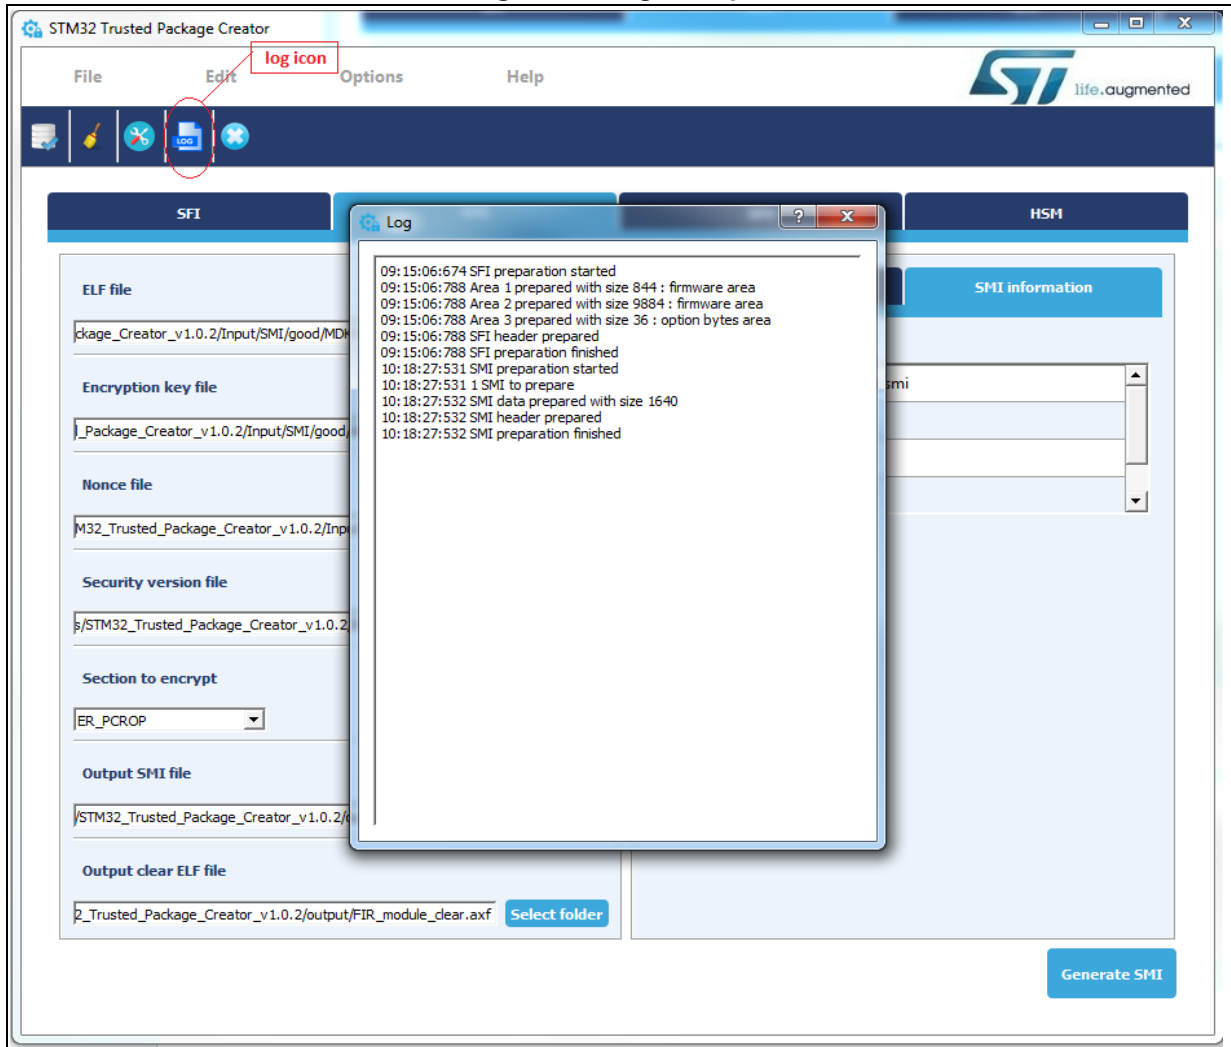 STM32 Trusted Package Creator
log icon
File Edit Options Help
life.augmented
LOG
SFI
HSM
Log
09:15:06:674 SFI preparation started
09:15:06:788 Area 1 prepared with size 844 : firmware area
09:15:06:788 Area 2 prepared with size 9884 : firmware area
09:15:06:788 Area 3 prepared with size 36 : option bytes area
09:15:06:788 SFI header prepared
09:15:06:788 SFI preparation finished
10:18:27:531 SMI preparation started
10:18:27:531 1 SMI to prepare
10:18:27:532 SMI data prepared with size 1640
10:18:27:532 SMI header prepared
10:18:27:532 SMI preparation finished
ELF file
ckage_Creator_v1.0.2/Input/SMI/good/MDK
Encryption key file
l_Package_Creator_v1.0.2/Input/SMI/good/
Nonce file
M32_Trusted_Package_Creator_v1.0.2/Inp
Security version file
s/STM32_Trusted_Package_Creator_v1.0.2
Section to encrypt
ER_PCROP
Output SMI file
/STM32_Trusted_Package_Creator_v1.0.2/
Output clear ELF file
2_Trusted_Package_Creator_v1.0.2/output/FIR_module_clear.axf Select folder
SMI information
smi
Generate SMI